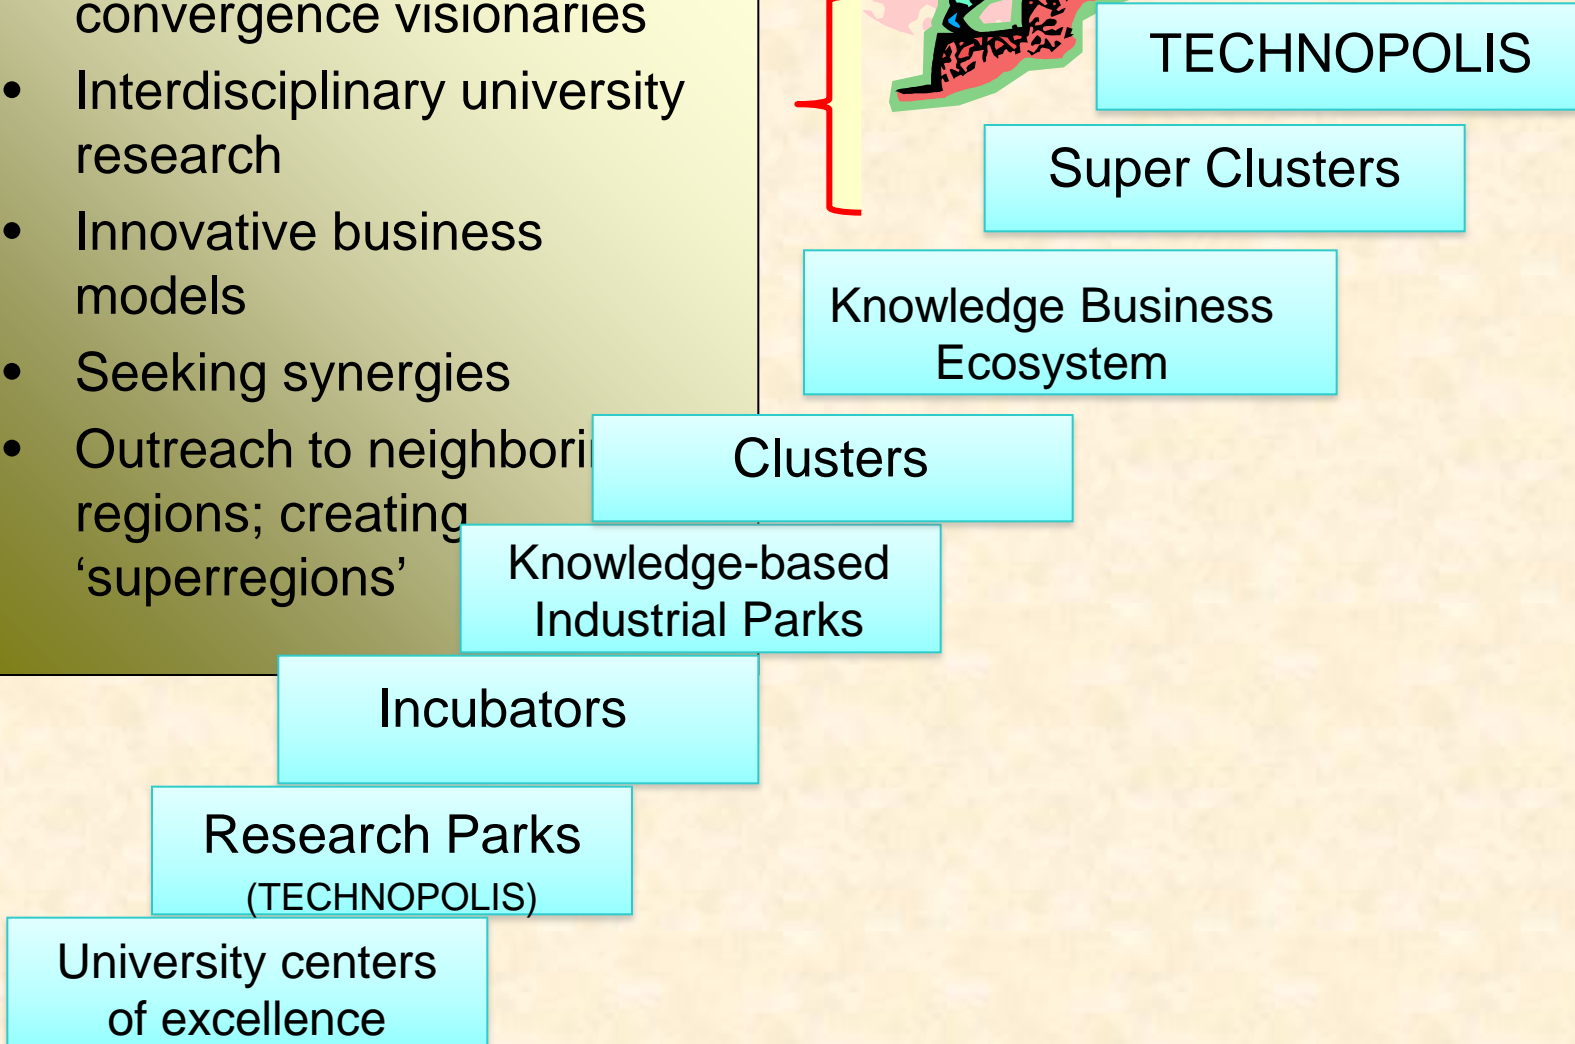 convergence visionaries
• Interdisciplinary university
research
• Innovative business
models
• Seeking synergies
• Outreach to neighbori
regions; creating
‘superregions’
TECHNOPOLIS
Super Clusters
Knowledge Business
Ecosystem
Clusters
Knowledge-based
Industrial Parks
Incubators
Research Parks
(TECHNOPOLIS)
University centers
of excellence